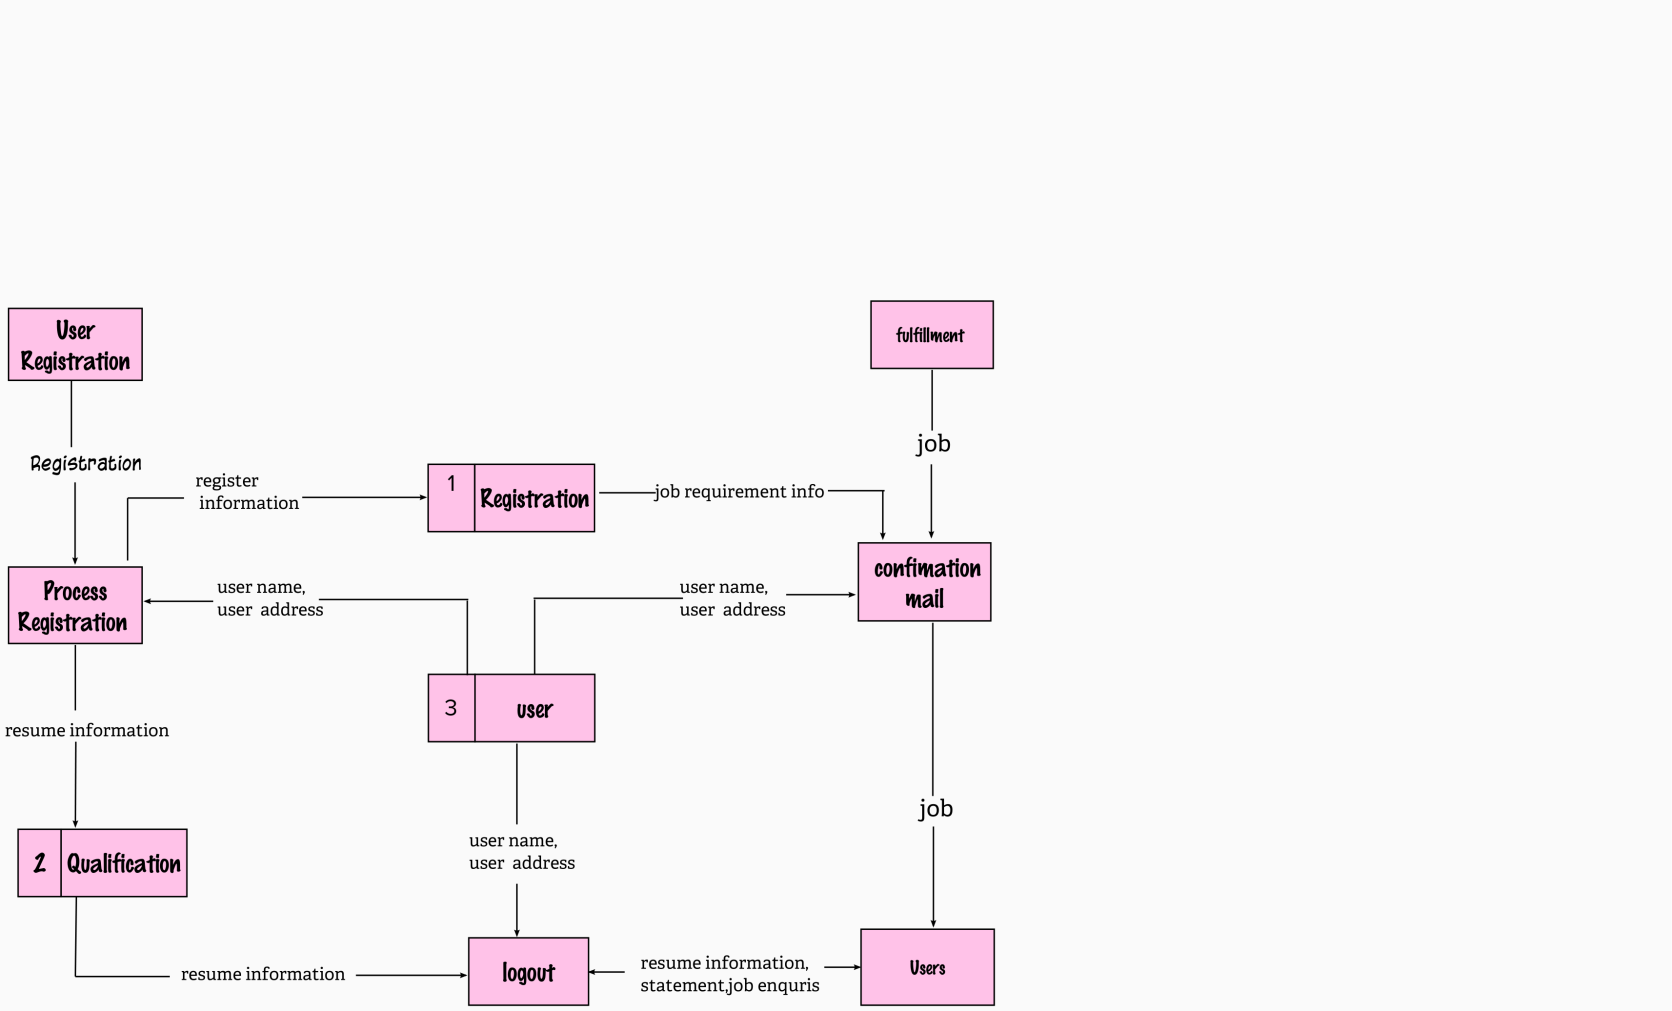 User
Registration
fulfillment
Registration
job
register
information
1
Registration
job requirement info
Process
Registration
user name,
user  address
user name,
user  address
confimation
mail
3
user
resume information
job
2
Qualification
user name,
user  address
resume information
logout
resume information,
statement,job enquris
Users